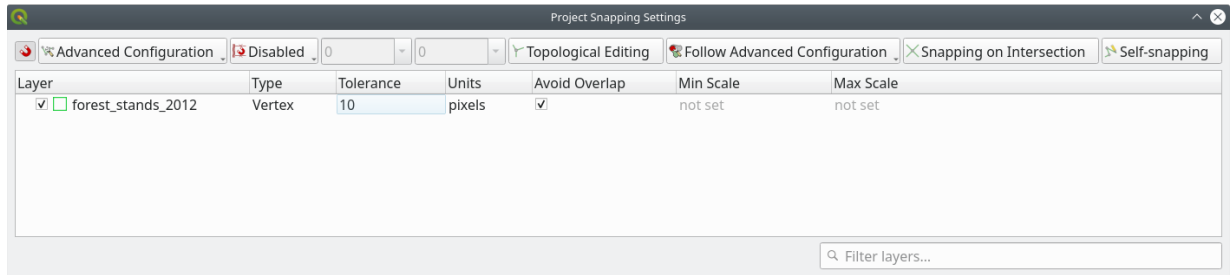 Project Snapping Settings
Advanced Configuration Disabled 0 0 Topological Editing Follow Advanced Configuration Snapping on Intersection Self-snapping
Layer Type Tolerance Units Avoid Overlap Min Scale Max Scale
forest_stands_2012 Vertex 10 pixels not set not set
Filter layers...